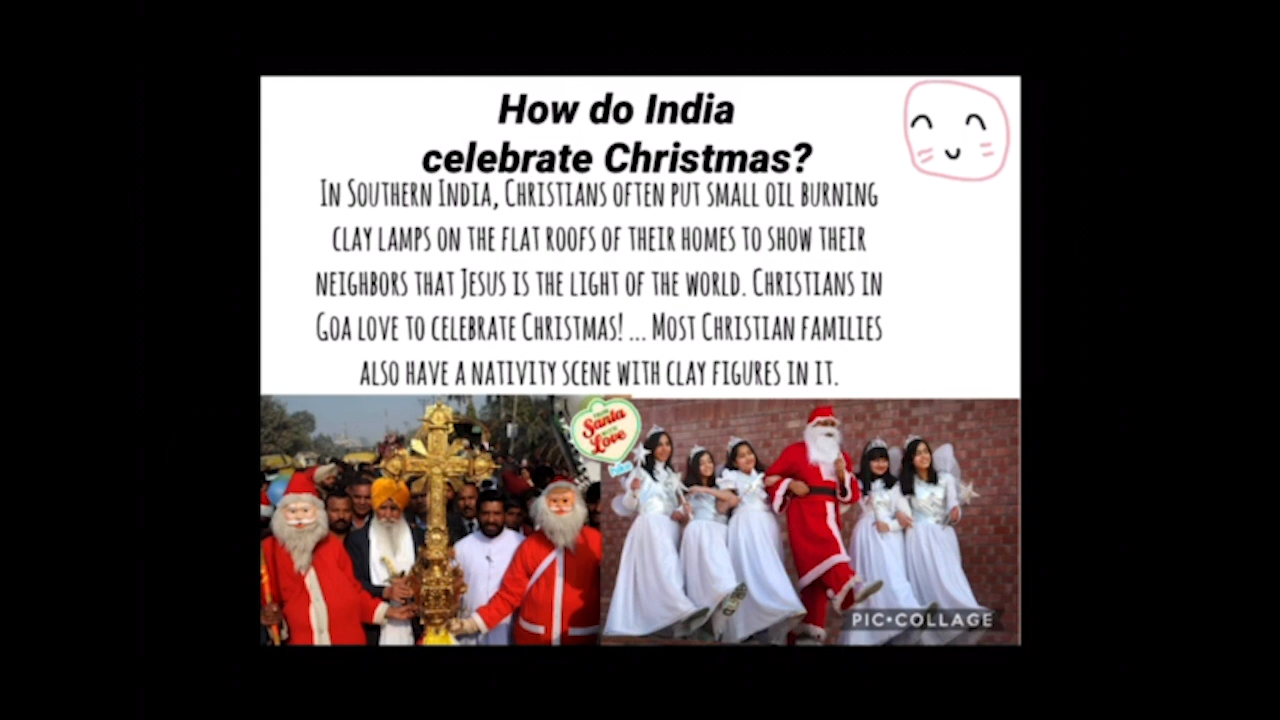 How do India
celebrate Christmas?
In Southern India, Christians often put small oil burning
clay lamps on the flat roofs of their homes to show their
neighbors that Jesus is the light of the world. Christians in
Goa love to celebrate Christmas! ... Most Christian families
also have a nativity scene with clay figures in it.
Santa
Love
PIC•COLLAGE